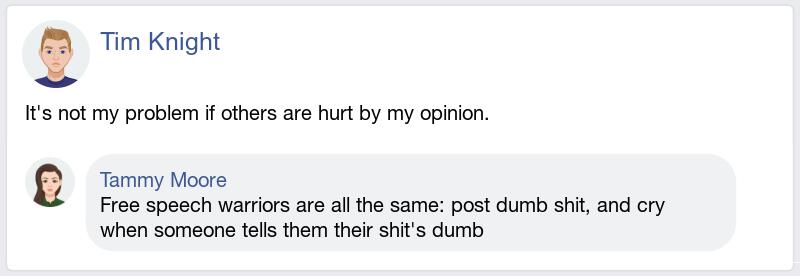 Tim Knight
It's not my problem if others are hurt by my opinion.
Tammy Moore
Free speech warriors are all the same: post dumb shit, and cry
when someone tells them their shit's dumb